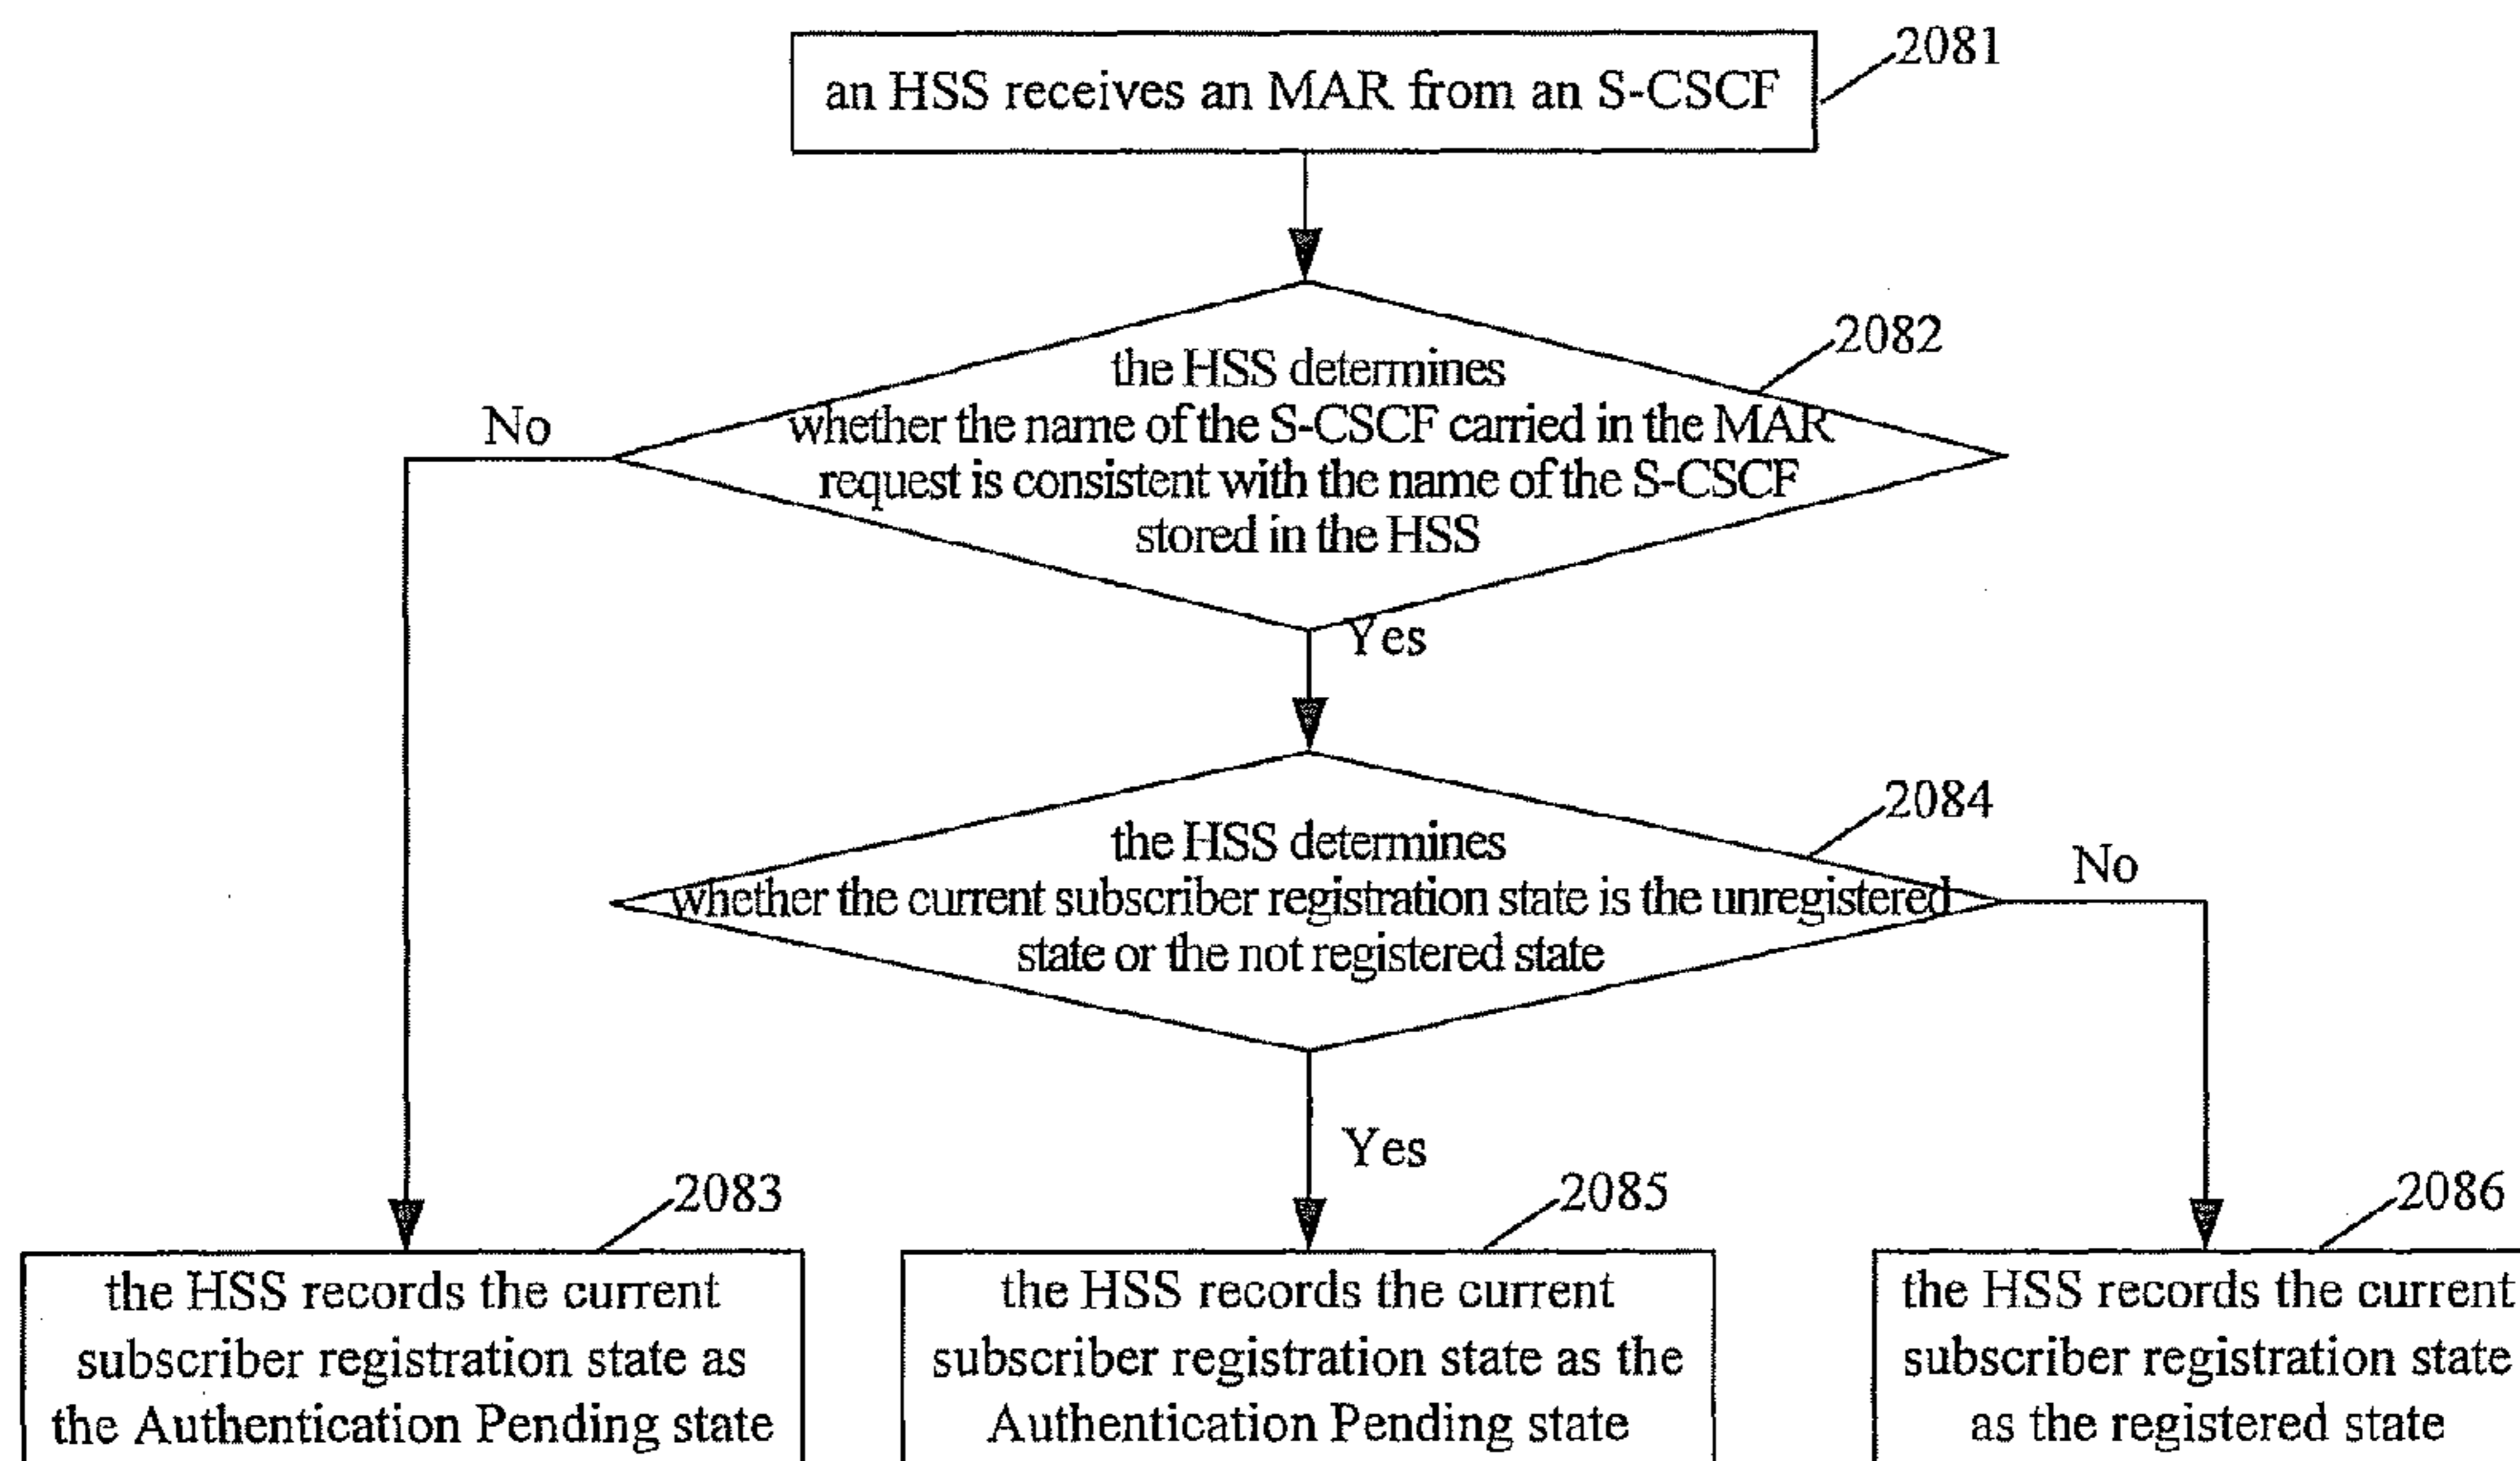 2081
an HSS receives an MAR from an S-CSCF
2082
the HSS determines
No
whether the name of the S-CSCF carried in the MAR
request is consistent with the name of the S-CSCF
stored in the HSS
Yes
2084
the HSS determines
No
whether the current subscriber registration state is the unregistered
state or the not registered state
Yes
2083
2085
2086
the HSS records the current
subscriber registration state as
the Authentication Pending state
the HSS records the current
subscriber registration state as the
Authentication Pending state
the HSS records the current
subscriber registration state
as the registered state